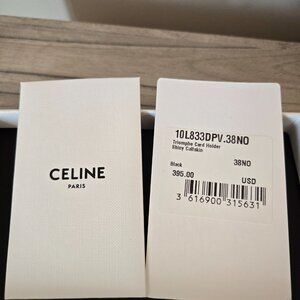 CELINE
PARIS
10L833DPV.38NO
Triomphe Card Holder
Shiny Calfskin
Black 38NO
395.00 USD
3 616900 315631